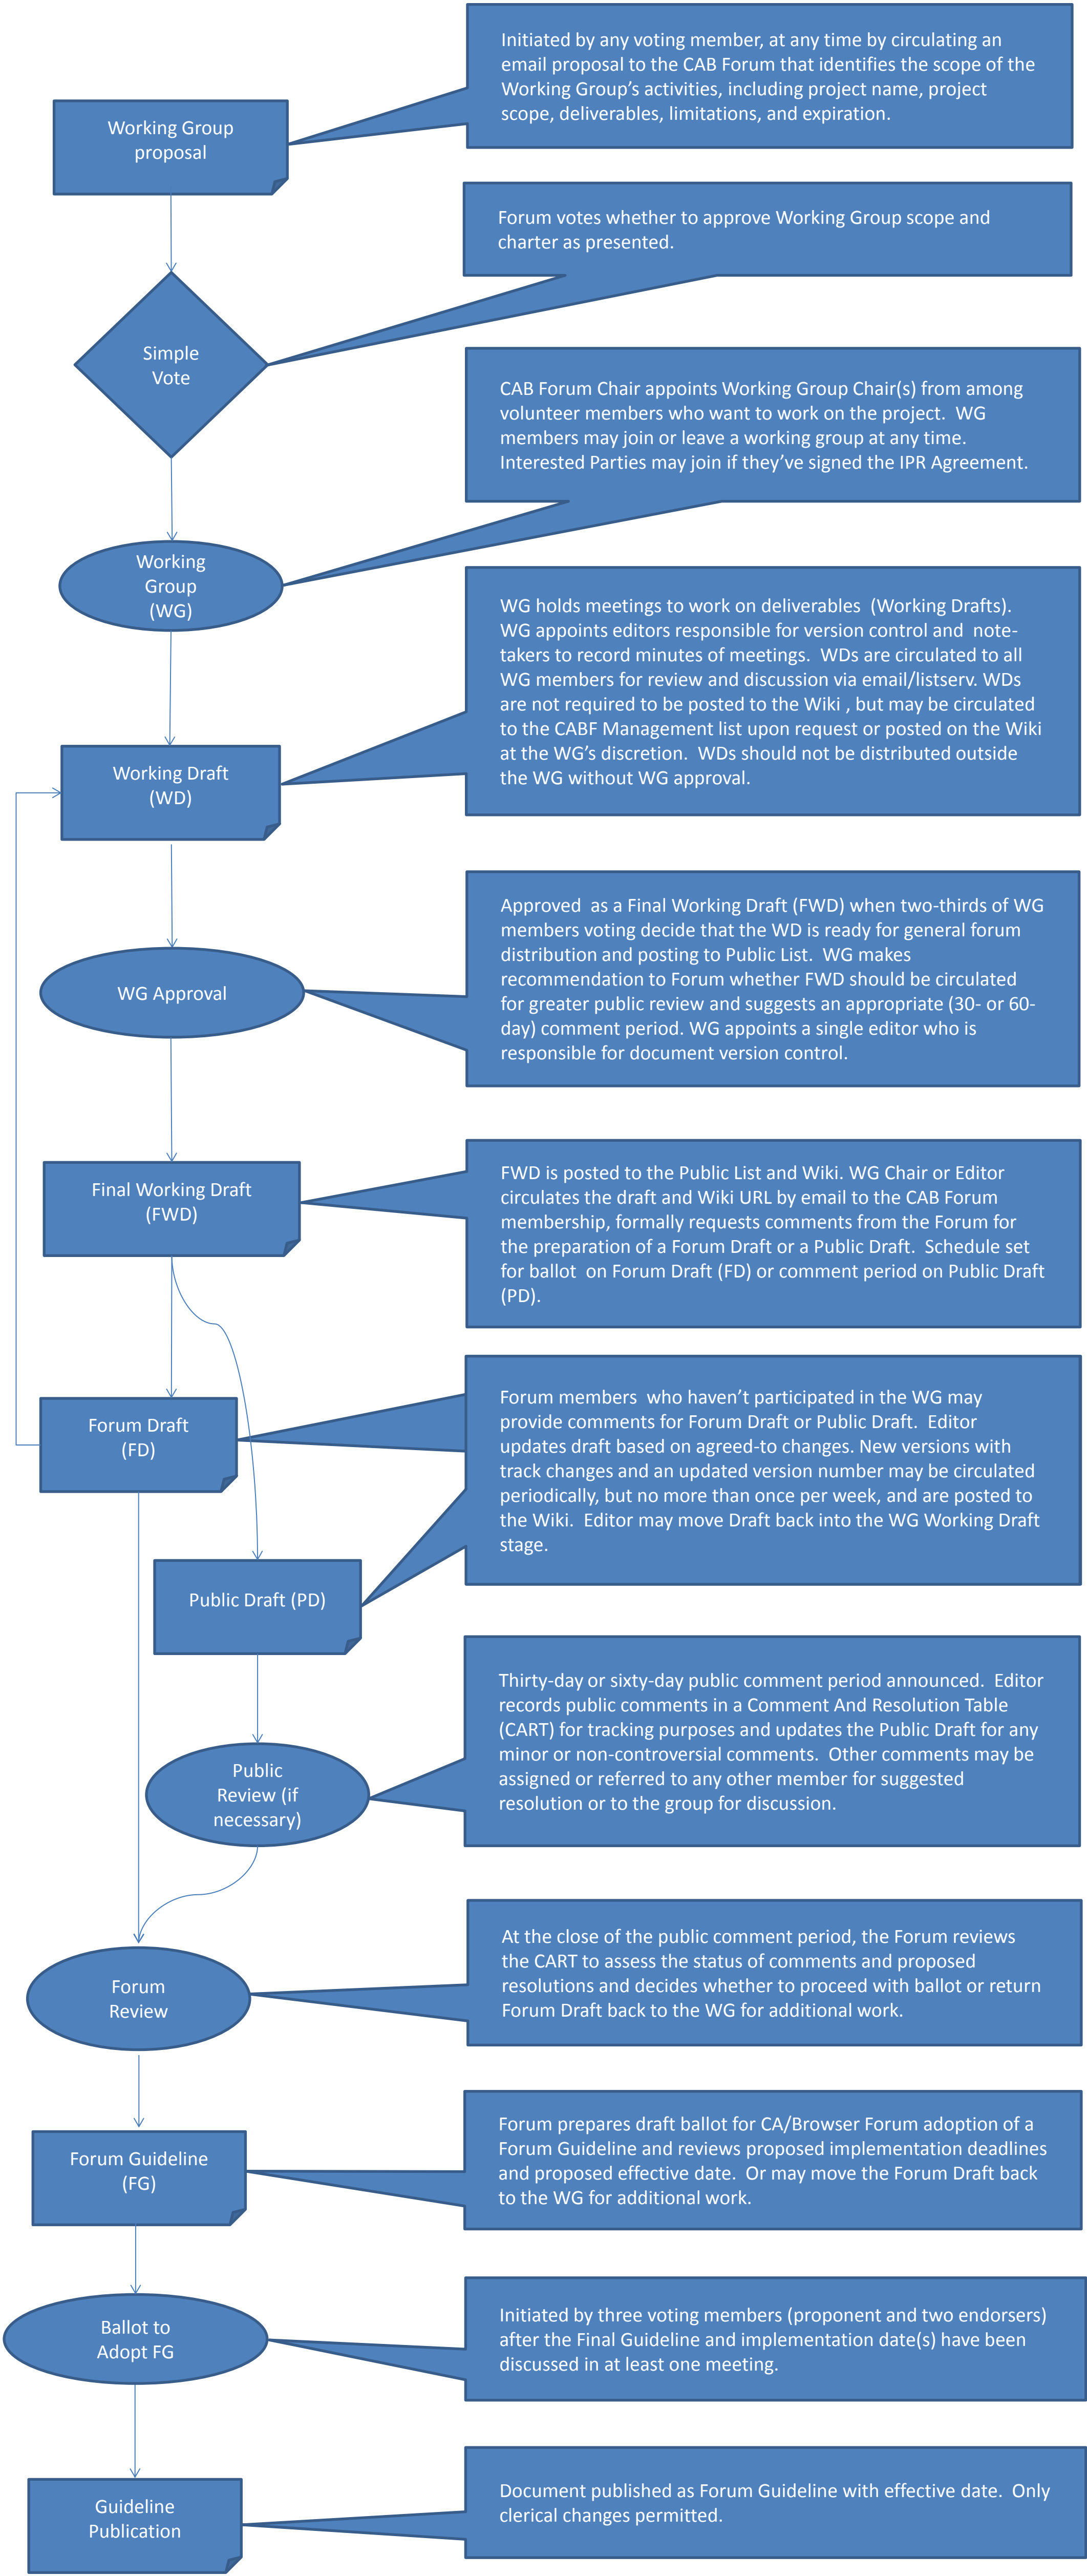 Initiated by any voting member, at any time by circulating an
email proposal to the CAB Forum that identifies the scope of the
Working Group’s activities, including project name, project
scope, deliverables, limitations, and expiration.
Working Group
proposal
Forum votes whether to approve Working Group scope and
charter as presented.
Simple
Vote
CAB Forum Chair appoints Working Group Chair(s) from among
volunteer members who want to work on the project.  WG
members may join or leave a working group at any time.
Interested Parties may join if they’ve signed the IPR Agreement.
Working
Group
(WG)
WG holds meetings to work on deliverables  (Working Drafts).
WG appoints editors responsible for version control and  note-
takers to record minutes of meetings.  WDs are circulated to all
WG members for review and discussion via email/listserv. WDs
are not required to be posted to the Wiki , but may be circulated
to the CABF Management list upon request or posted on the Wiki
at the WG’s discretion.  WDs should not be distributed outside
the WG without WG approval.
Working Draft
(WD)
Approved  as a Final Working Draft (FWD) when two-thirds of WG
members voting decide that the WD is ready for general forum
distribution and posting to Public List.  WG makes
recommendation to Forum whether FWD should be circulated
for greater public review and suggests an appropriate (30- or 60-
day) comment period. WG appoints a single editor who is
responsible for document version control.
WG Approval
FWD is posted to the Public List and Wiki. WG Chair or Editor
circulates the draft and Wiki URL by email to the CAB Forum
membership, formally requests comments from the Forum for
the preparation of a Forum Draft or a Public Draft.  Schedule set
for ballot  on Forum Draft (FD) or comment period on Public Draft
(PD).
Final Working Draft
(FWD)
Forum members  who haven’t participated in the WG may
provide comments for Forum Draft or Public Draft.  Editor
updates draft based on agreed-to changes. New versions with
track changes and an updated version number may be circulated
periodically, but no more than once per week, and are posted to
the Wiki.  Editor may move Draft back into the WG Working Draft
stage.
Forum Draft
(FD)
Public Draft (PD)
Thirty-day or sixty-day public comment period announced.  Editor
records public comments in a Comment And Resolution Table
(CART) for tracking purposes and updates the Public Draft for any
minor or non-controversial comments.  Other comments may be
assigned or referred to any other member for suggested
resolution or to the group for discussion.
Public
Review (if
necessary)
At the close of the public comment period, the Forum reviews
the CART to assess the status of comments and proposed
resolutions and decides whether to proceed with ballot or return
Forum Draft back to the WG for additional work.
Forum
Review
Forum prepares draft ballot for CA/Browser Forum adoption of a
Forum Guideline and reviews proposed implementation deadlines
and proposed effective date.  Or may move the Forum Draft back
to the WG for additional work.
Forum Guideline
(FG)
Initiated by three voting members (proponent and two endorsers)
after the Final Guideline and implementation date(s) have been
discussed in at least one meeting.
Ballot to
Adopt FG
Document published as Forum Guideline with effective date.  Only
clerical changes permitted.
Guideline
Publication